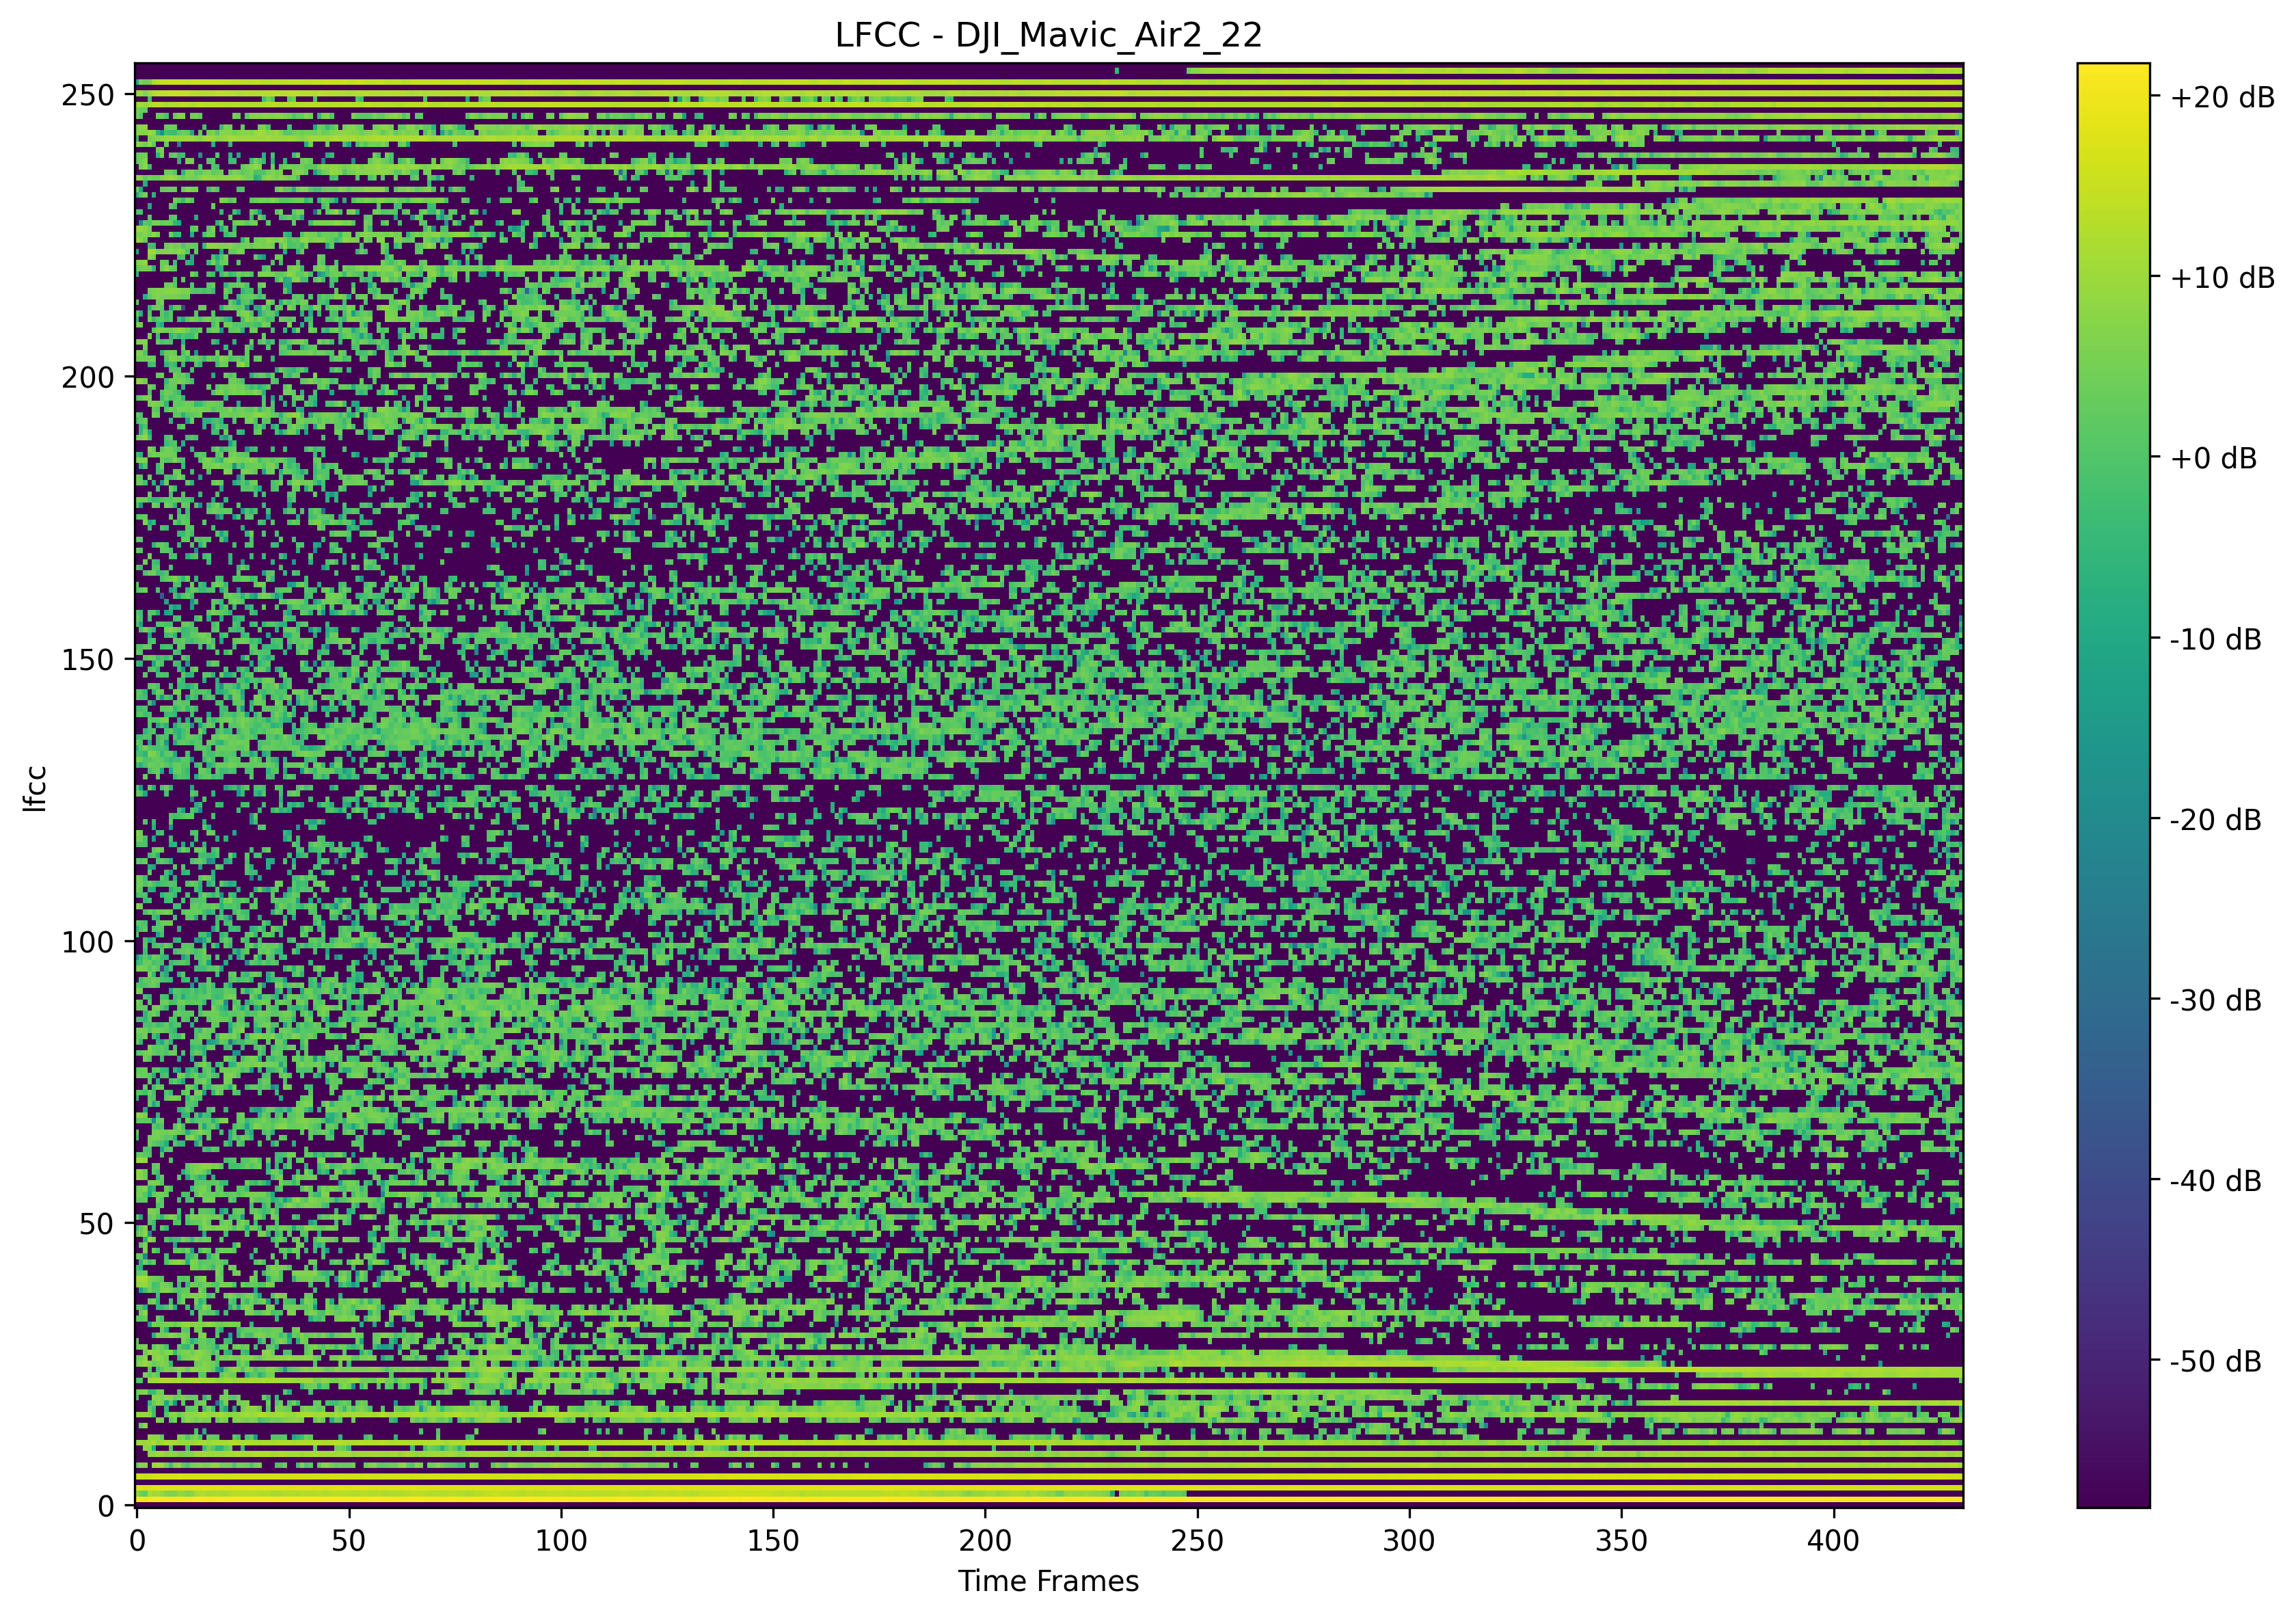 LFCC - DJI_Mavic_Air2_22
250
200
150
100
50
0
lfcc
0 50 100 150 200 250 300 350 400
Time Frames
+20 dB
+10 dB
+0 dB
-10 dB
-20 dB
-30 dB
-40 dB
-50 dB